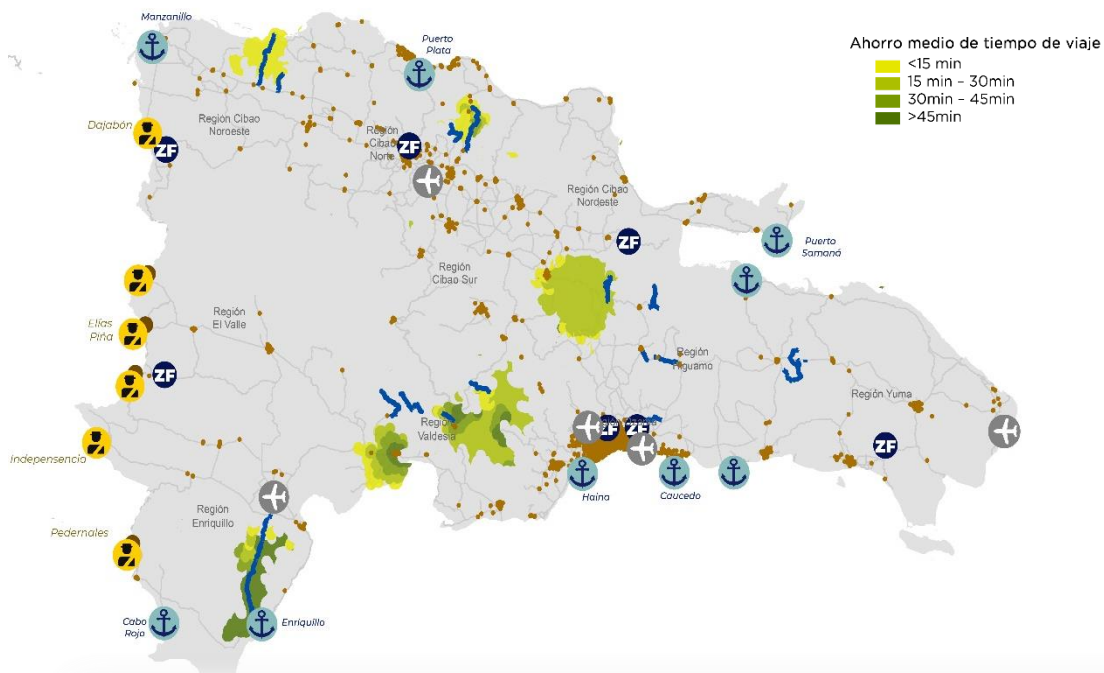 Manzanillo
Puerto
Plata
Ahorro medio de tiempo de viaje
<15 min
15 min - 30min
30min - 45min
>45min
Dajabón
ZF
Región Cibao
Noroeste
Región
Cibao
Norte
ZF
Región Cibao
Nordeste
ZF
Puerto
Samaná
Región
Cibao Sur
Elías
Piña
Región
El Valle
ZF
Región
Higuamo
Región Yuma
Región
Valdesia
ZF
ZF
ZF
Independencia
Haina
Caucedo
Región
Enriquillo
Pedernales
Cabo
Rojo
Enriquillo